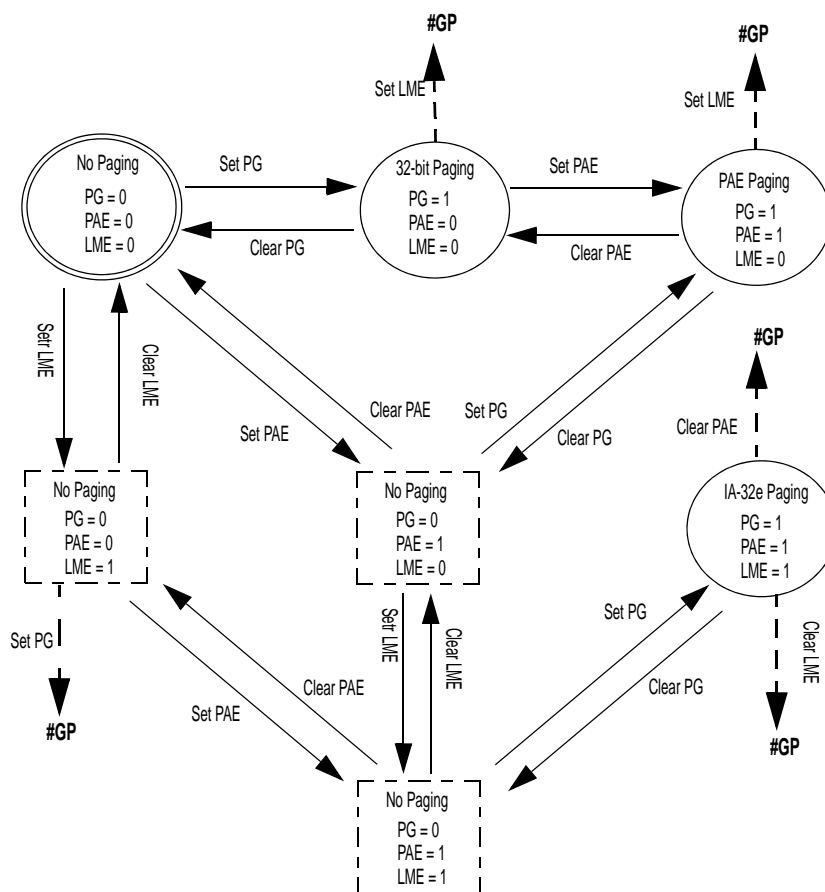 #GP
#GP
Set LME
Set LME
No Paging
PG = 0
PAE = 0
LME = 0
Set PG
Clear PG
32-bit Paging
PG = 1
PAE = 0
LME = 0
Set PAE
Clear PAE
PAE Paging
PG = 1
PAE = 1
LME = 0
Setr LME
Clear LME
Set PAE
Clear PAE
Set PG
Clear PG
#GP
Clear PAE
No Paging
PG = 0
PAE = 0
LME = 1
No Paging
PG = 0
PAE = 1
LME = 0
IA-32e Paging
PG = 1
PAE = 1
LME = 1
Set PG
#GP
Set PAE
Clear PAE
Setr LME
Clear LME
Set PG
Clear PG
Clear LME
#GP
No Paging
PG = 0
PAE = 1
LME = 1